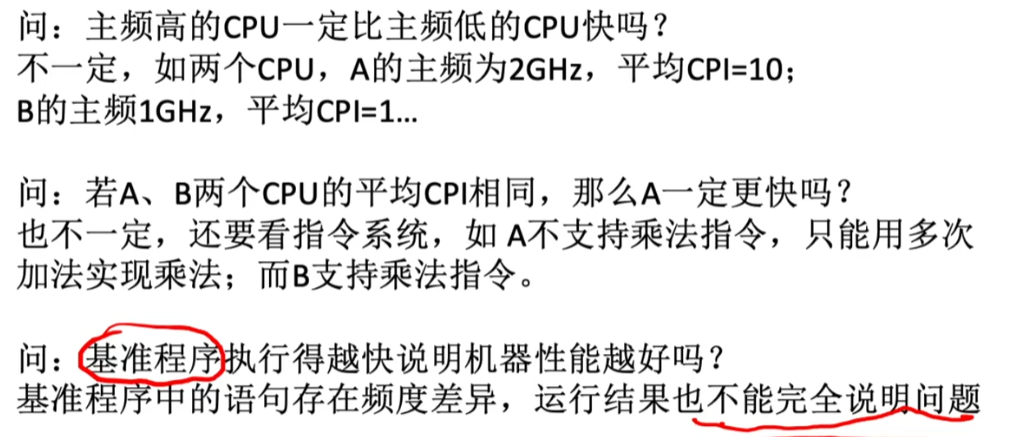 问：主频高的CPU一定比主频低的CPU快吗？
不一定，如两个CPU，A的主频为2GHz，平均CPI=10；
B的主频1GHz，平均CPI=1…
问：若A、B两个CPU的平均CPI相同，那么A一定更快吗？
也不一定，还要看指令系统，如 A不支持乘法指令，只能用多次
加法实现乘法；而B支持乘法指令。
问：基准程序执行得越快说明机器性能越好吗？
基准程序中的语句存在频度差异，运行结果也不能完全说明问题